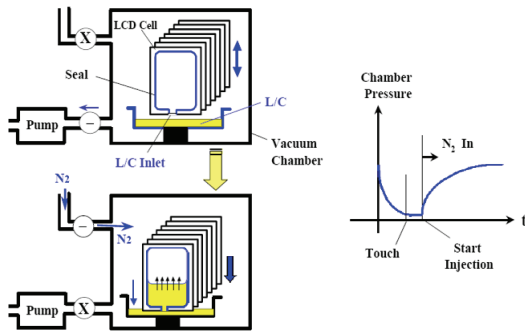 LCD Cell
X
Seal
L/C
Pump
–
L/C Inlet
Vacuum
Chamber
N2
–
N2
Pump
X
Chamber
Pressure
N2 In
t
Touch
Start
Injection